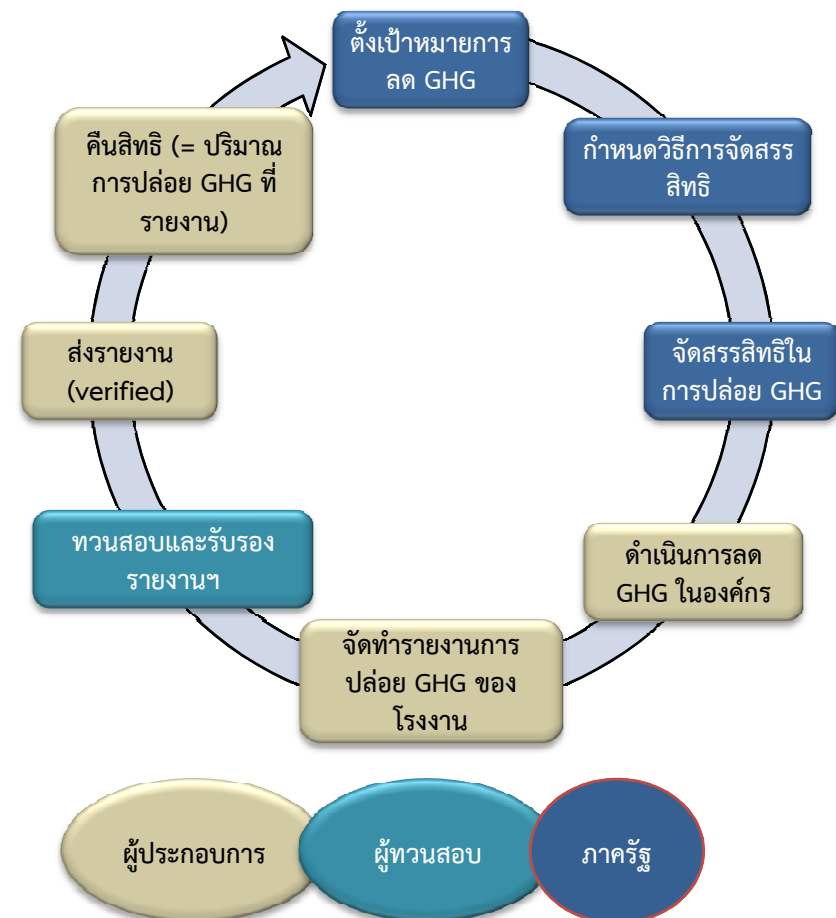 ตั้งเป้าหมายการ
ลด GHG
กำหนดวิธีการจัดสรร
สิทธิ
จัดสรรสิทธิใน
การปล่อย GHG
ดำเนินการลด
GHG ในองค์กร
จัดทำรายงานการ
ปล่อย GHG ของ
โรงงาน
ทวนสอบและรับรอง
รายงานฯ
ส่งรายงาน
(verified)
คืนสิทธิ (= ปริมาณ
การปล่อย GHG ที่
รายงาน)
ผู้ประกอบการ
ผู้ทวนสอบ
ภาครัฐ